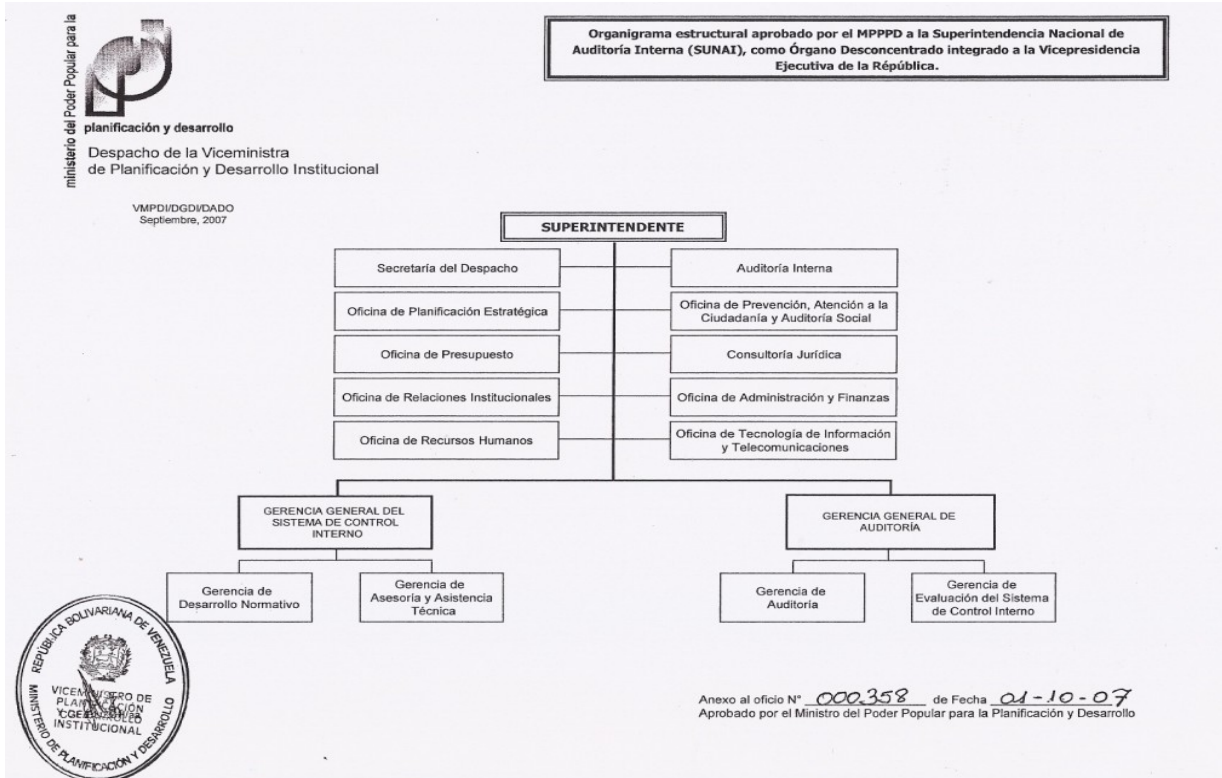 ministerio del Poder Popular para la
planificación y desarrollo
Despacho de la Viceministra
de Planificación y Desarrollo Institucional
VMPDI/DGDI/DADO
Septiembre, 2007
Organigrama estructural aprobado por el MPPPD a la Superintendencia Nacional de
Auditoría Interna (SUNAI), como Órgano Desconcentrado integrado a la Vicepresidencia
Ejecutiva de la República.
SUPERINTENDENTE
Secretaría del Despacho
Auditoría Interna
Oficina de Planificación Estratégica
Oficina de Prevención, Atención a la
Ciudadanía y Auditoría Social
Oficina de Presupuesto
Consultoría Jurídica
Oficina de Relaciones Institucionales
Oficina de Administración y Finanzas
Oficina de Recursos Humanos
Oficina de Tecnología de Información
y Telecomunicaciones
GERENCIA GENERAL DEL
SISTEMA DE CONTROL
INTERNO
GERENCIA GENERAL DE
AUDITORÍA
Gerencia de
Desarrollo Normativo
Gerencia de
Asesoría y Asistencia
Técnica
Gerencia de
Auditoría
Gerencia de
Evaluación del Sistema
de Control Interno
REPÚBLICA BOLIVARIANA DE VENEZUELA
MINISTERIO DE PLANIFICACIÓN Y DESARROLLO
VICEMINISTRO DE
PLANIFICACIÓN
INSTITUCIONAL
Anexo al oficio N° 000.358 de Fecha 01-10-07
Aprobado por el Ministro del Poder Popular para la Planificación y Desarrollo